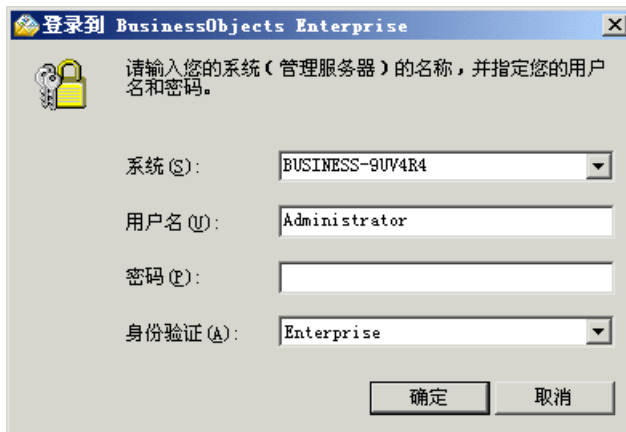 登录到 BusinessObjects Enterprise
请输入您的系统(管理服务器)的名称,并指定您的用户
名和密码。
系统(S): BUSINESS-9UV4R4
用户名(U): Administrator
密码(P):
身份验证(A): Enterprise
确定 取消